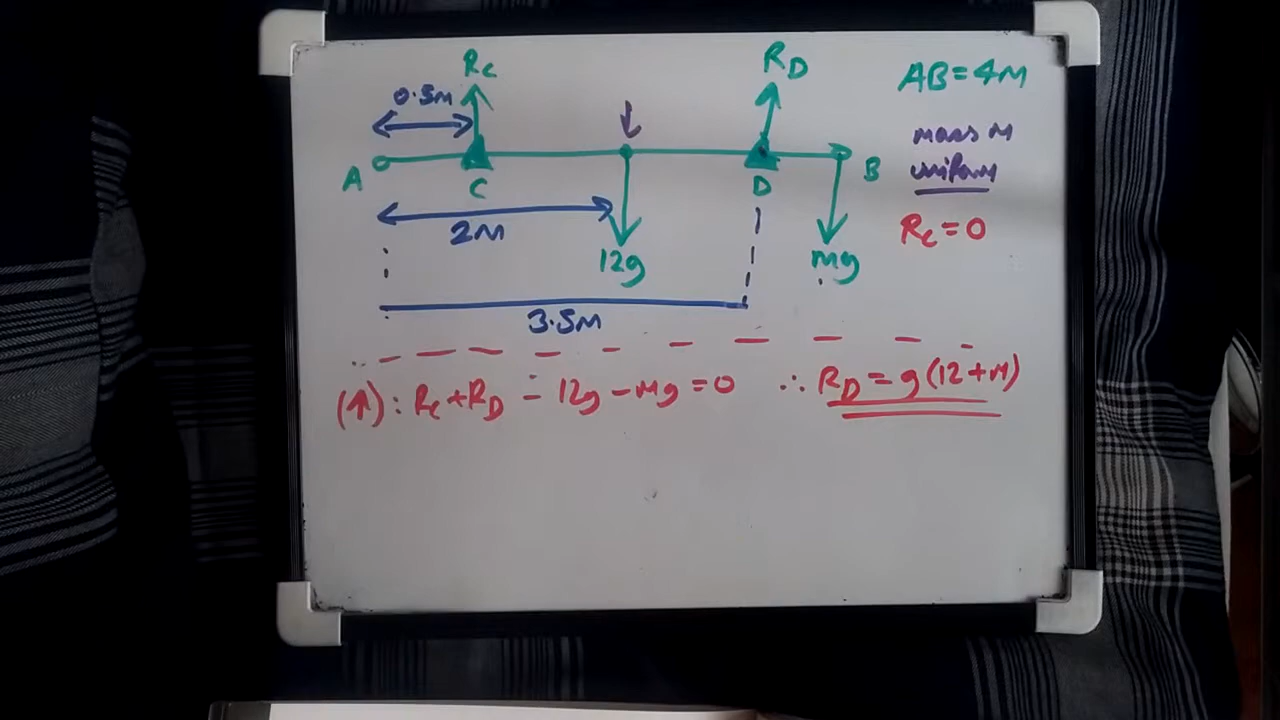 Rc
RD
AB = 4M
0.5M
mass M
uniform
A
C
D
B
Rc = 0
2M
12g
Mg
3.5M
(↑): Rc + RD - 12g - Mg = 0 ∴ RD = g(12+M)